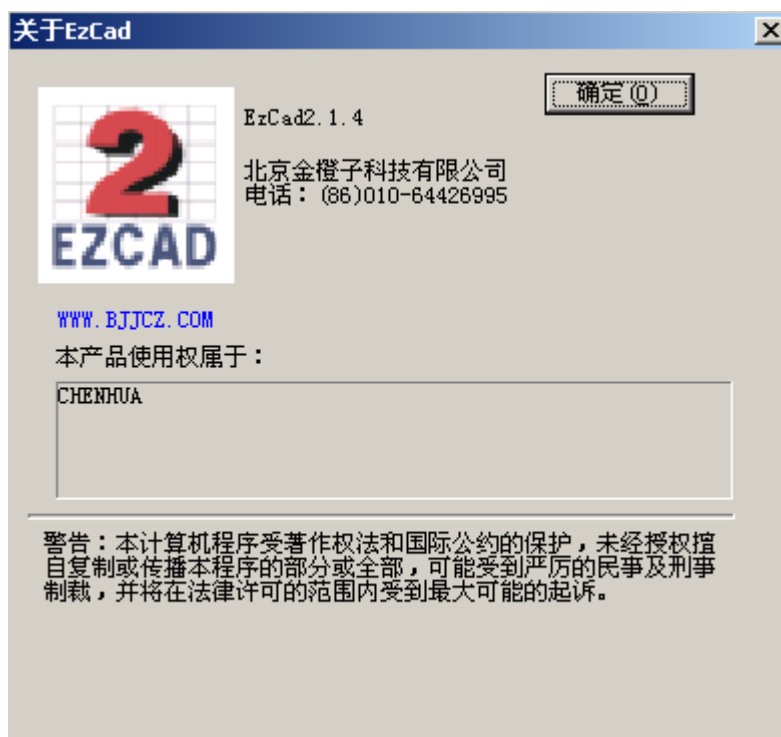 关于EzCad
确定(O)
2
EZCAD
EzCad2.1.4
北京金橙子科技有限公司
电话：(86)010-64426995
WWW.BJJCZ.COM
本产品使用权属于：
CHENHUA
警告：本计算机程序受著作权法和国际公约的保护，未经授权擅
自复制或传播本程序的部分或全部，可能受到严厉的民事及刑事
制裁，并将在法律许可的范围内受到最大可能的起诉。